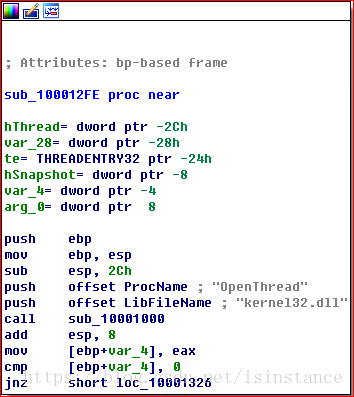 ; Attributes: bp-based frame
sub_100012FE proc near
hThread= dword ptr -2Ch
var_28= dword ptr -28h
te= THREADENTRY32 ptr -24h
hSnapshot= dword ptr -8
var_4= dword ptr -4
arg_0= dword ptr  8
push    ebp
mov     ebp, esp
sub     esp, 2Ch
push    offset ProcName ; "OpenThread"
push    offset LibFileName ; "kernel32.dll"
call    sub_10001000
add     esp, 8
mov     [ebp+var_4], eax
cmp     [ebp+var_4], 0
jnz     short loc_10001326
https://blog.csdn.net/isinstance